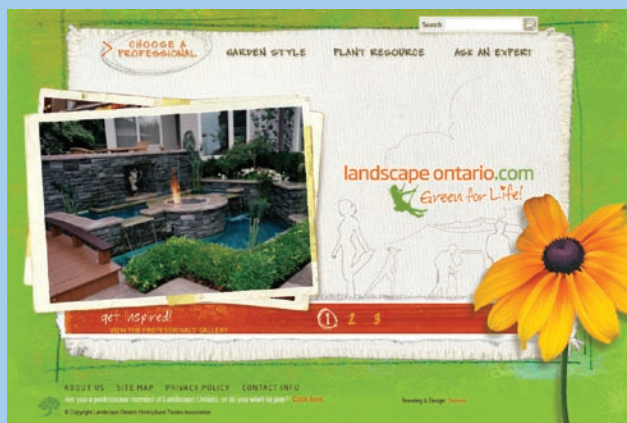 Search
CHOOSE A
PROFESSIONAL
GARDEN STYLE
PLANT RESOURCE
ASK AN EXPERT
landscape ontario.com
Green for Life!
get inspired!
VIEW THE PROFESSIONALS' GALLERY
1 2 3
ABOUT US SITE MAP PRIVACY POLICY CONTACT INFO
Are you a professional member of Landscape Ontario or do you wish to join? Click here.
Branding & Design:
© Copyright Landscape Ontario Horticultural Trades Association